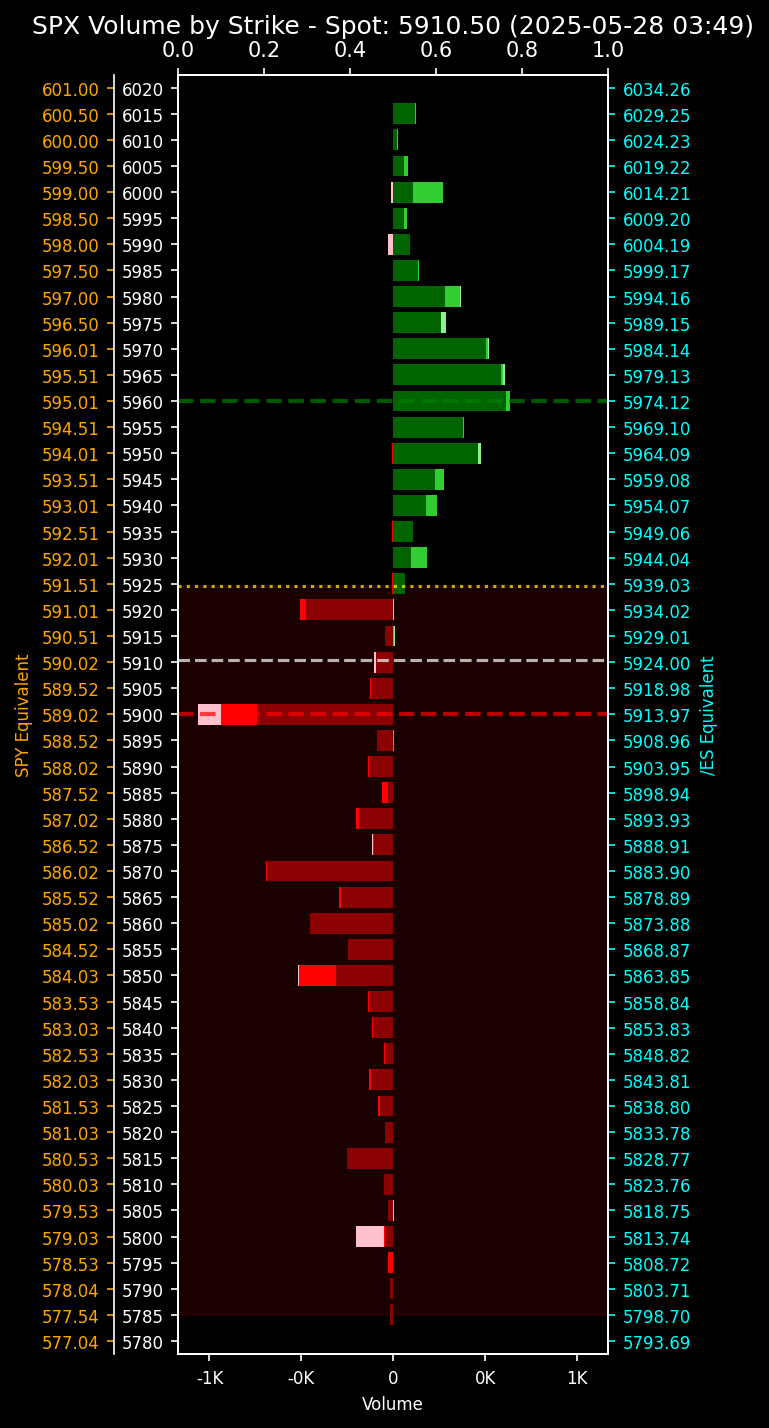 SPX Volume by Strike - Spot: 5910.50 (2025-05-28 03:49)
0.0 0.2 0.4 0.6 0.8 1.0
601.00 6020 6034.26
600.50 6015 6029.25
600.00 6010 6024.23
599.50 6005 6019.22
599.00 6000 6014.21
598.50 5995 6009.20
598.00 5990 6004.19
597.50 5985 5999.17
597.00 5980 5994.16
596.50 5975 5989.15
596.01 5970 5984.14
595.51 5965 5979.13
595.01 5960 5974.12
594.51 5955 5969.10
594.01 5950 5964.09
593.51 5945 5959.08
593.01 5940 5954.07
592.51 5935 5949.06
592.01 5930 5944.04
591.51 5925 5939.03
591.01 5920 5934.02
590.51 5915 5929.01
590.02 5910 5924.00
589.52 5905 5918.98
589.02 5900 5913.97
588.52 5895 5908.96
588.02 5890 5903.95
587.52 5885 5898.94
587.02 5880 5893.93
586.52 5875 5888.91
586.02 5870 5883.90
585.52 5865 5878.89
585.02 5860 5873.88
584.52 5855 5868.87
584.03 5850 5863.85
583.53 5845 5858.84
583.03 5840 5853.83
582.53 5835 5848.82
582.03 5830 5843.81
581.53 5825 5838.80
581.03 5820 5833.78
580.53 5815 5828.77
580.03 5810 5823.76
579.53 5805 5818.75
579.03 5800 5813.74
578.53 5795 5808.72
578.04 5790 5803.71
577.54 5785 5798.70
577.04 5780 5793.69
SPY Equivalent
/ES Equivalent
-1K -0K 0 0K 1K
Volume